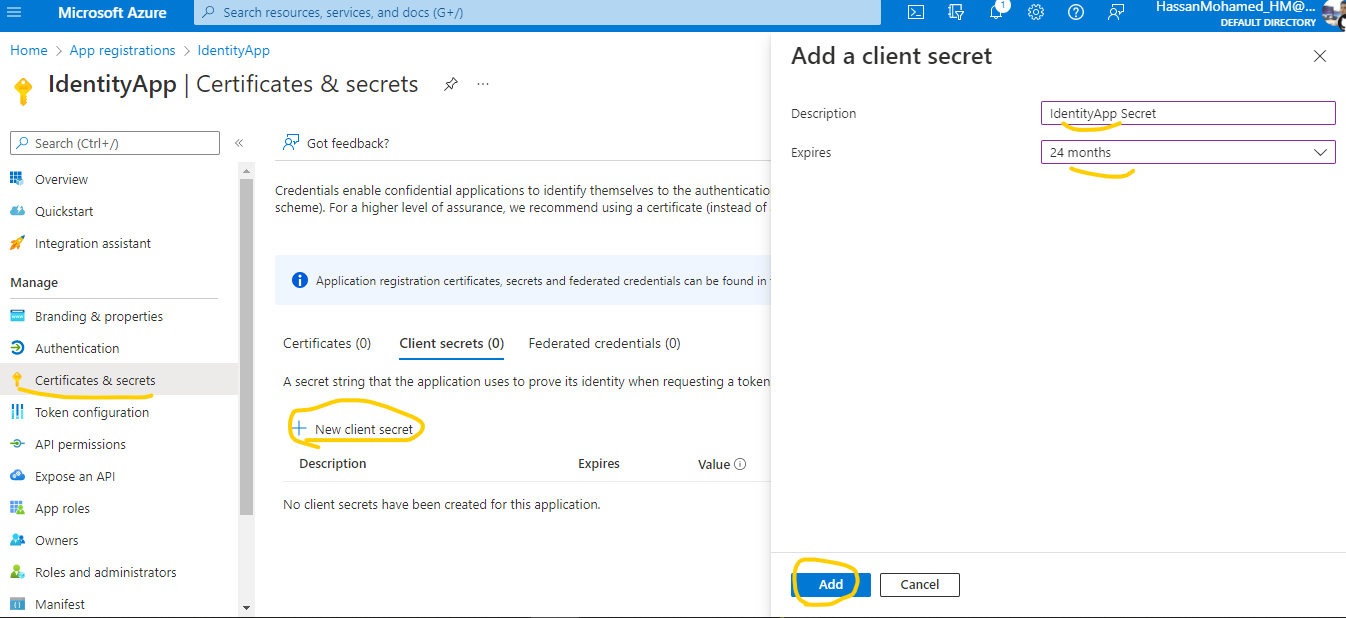 Microsoft Azure
Search resources, services, and docs (G+/)
1
HassanMohamed_HM@...
DEFAULT DIRECTORY
Home > App registrations > IdentityApp
IdentityApp | Certificates & secrets
...
Search (Ctrl+/)
«
Overview
Quickstart
Integration assistant
Manage
Branding & properties
Authentication
Certificates & secrets
Token configuration
API permissions
Expose an API
App roles
Owners
Roles and administrators
Manifest
Got feedback?
Credentials enable confidential applications to identify themselves to the authenticatio
scheme). For a higher level of assurance, we recommend using a certificate (instead of
Application registration certificates, secrets and federated credentials can be found in
Certificates (0) Client secrets (0) Federated credentials (0)
A secret string that the application uses to prove its identity when requesting a token
New client secret
Description Expires Value
No client secrets have been created for this application.
Add a client secret
Description IdentityApp Secret
Expires 24 months
Add Cancel